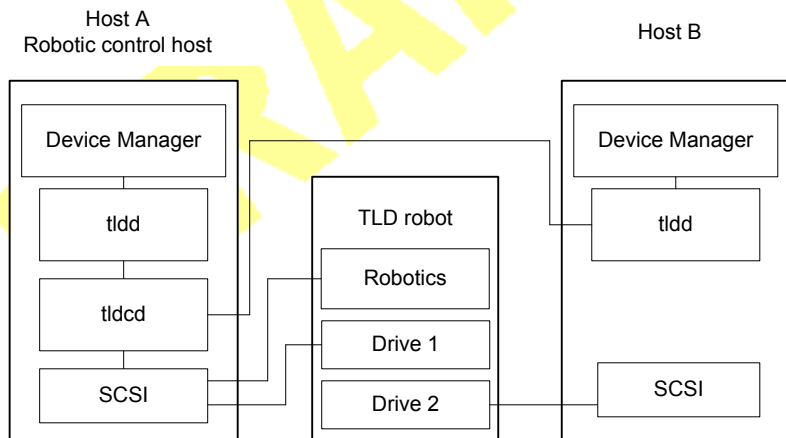 Host A
Robotic control host
Host B
Device Manager
tldd
tldcd
SCSI
TLD robot
Robotics
Drive 1
Drive 2
Device Manager
tldd
SCSI